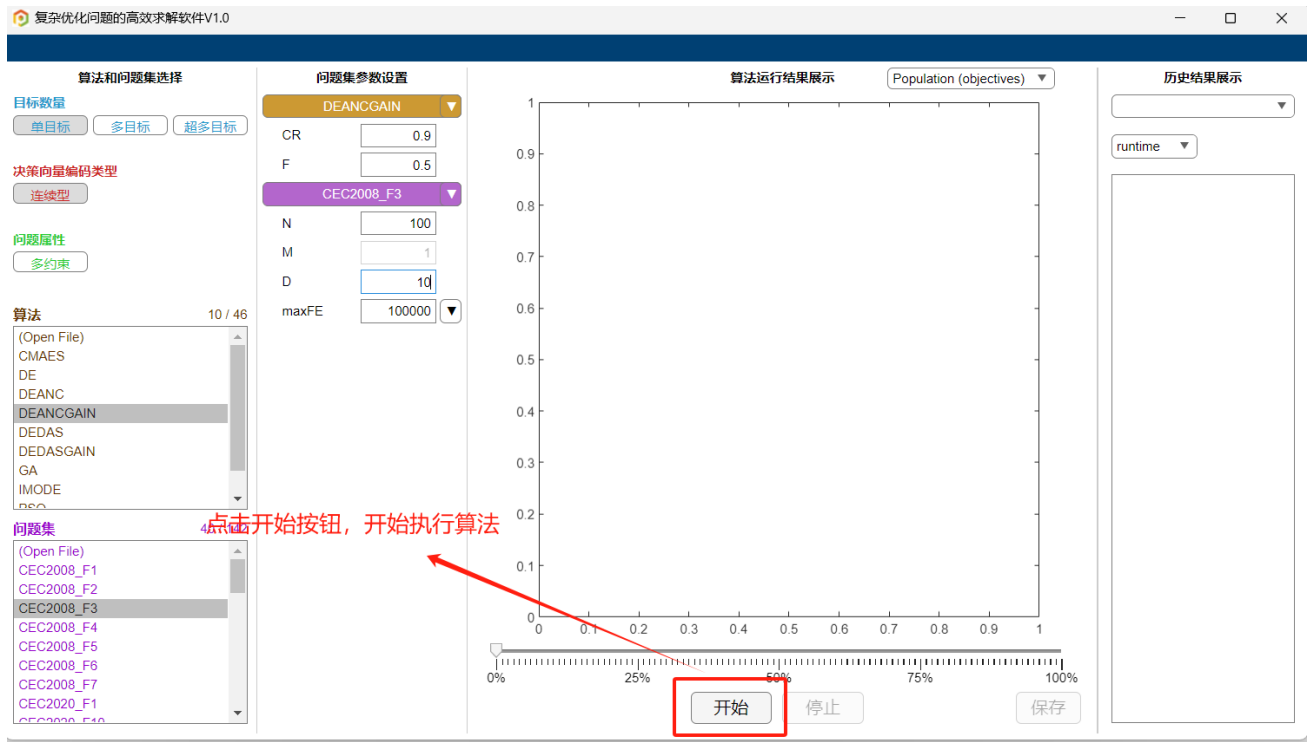 复杂优化问题的高效求解软件V1.0
算法和问题集选择
目标数量
单目标 多目标 超多目标
决策向量编码类型
连续型
问题属性
多约束
算法 10 / 46
(Open File)
CMAES
DE
DEANC
DEANCGAIN
DEDAS
DEDASGAIN
GA
IMODE
PSO
问题集
(Open File)
CEC2008_F1
CEC2008_F2
CEC2008_F3
CEC2008_F4
CEC2008_F5
CEC2008_F6
CEC2008_F7
CEC2020_F1
CEC2020_F10
问题集参数设置
DEANCGAIN
CR 0.9
F 0.5
CEC2008_F3
N 100
M 1
D 10
maxFE 100000
点击开始按钮，开始执行算法
算法运行结果展示 Population (objectives)
1
0.9
0.8
0.7
0.6
0.5
0.4
0.3
0.2
0.1
0
0 0.1 0.2 0.3 0.4 0.5 0.6 0.7 0.8 0.9 1
0% 25% 50% 75% 100%
开始 停止 保存
历史结果展示
runtime